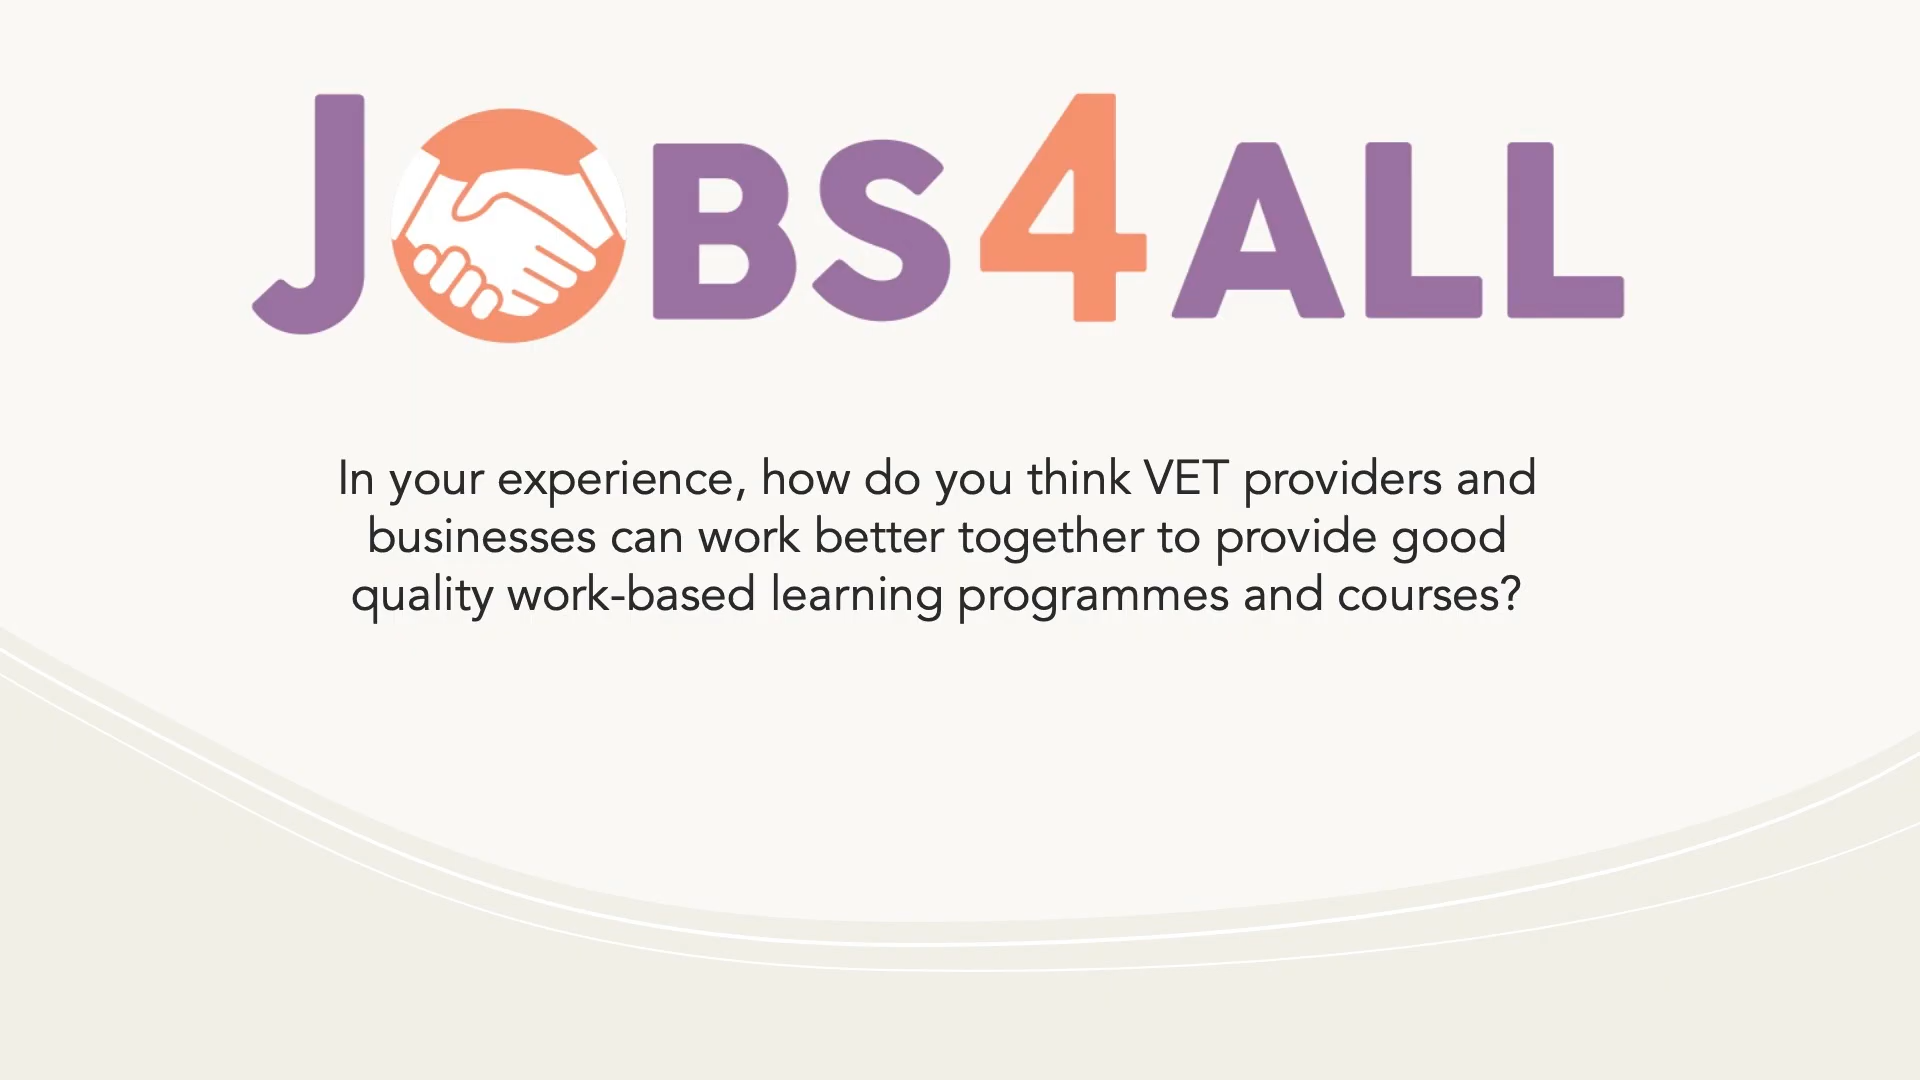 JOBS4ALL
In your experience, how do you think VET providers and
businesses can work better together to provide good
quality work-based learning programmes and courses?